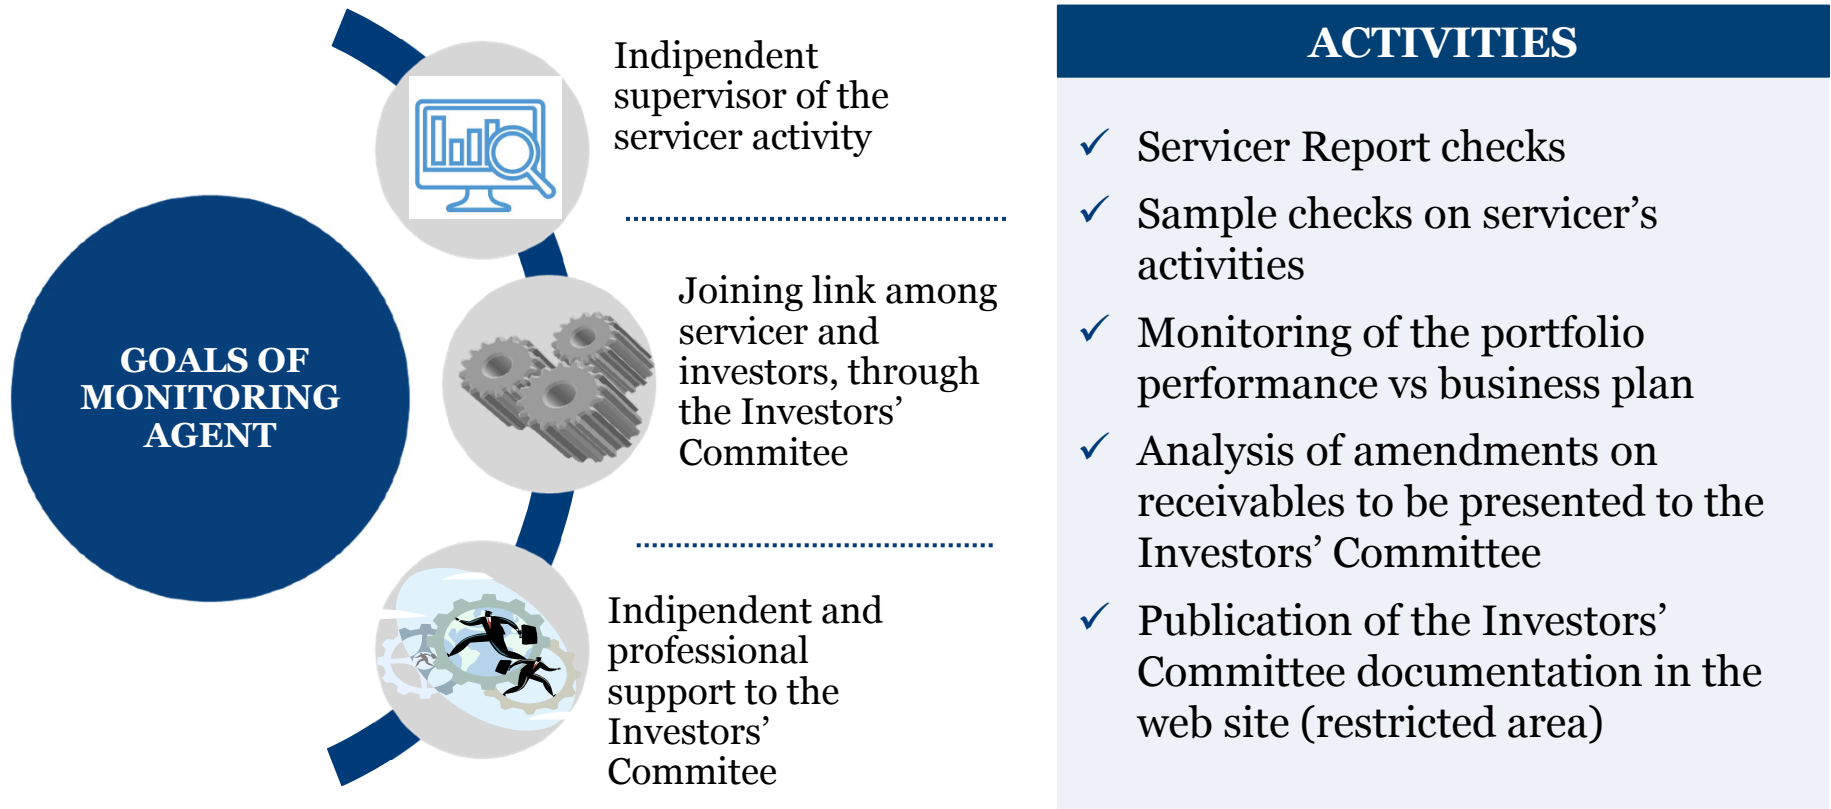 GOALS OF
MONITORING
AGENT
Indipendent
supervisor of the
servicer activity
Joining link among
servicer and
investors, through
the Investors’
Commitee
Indipendent and
professional
support to the
Investors’
Commitee
ACTIVITIES
✓ Servicer Report checks
✓ Sample checks on servicer’s
activities
✓ Monitoring of the portfolio
performance vs business plan
✓ Analysis of amendments on
receivables to be presented to the
Investors’ Committee
✓ Publication of the Investors’
Committee documentation in the
web site (restricted area)